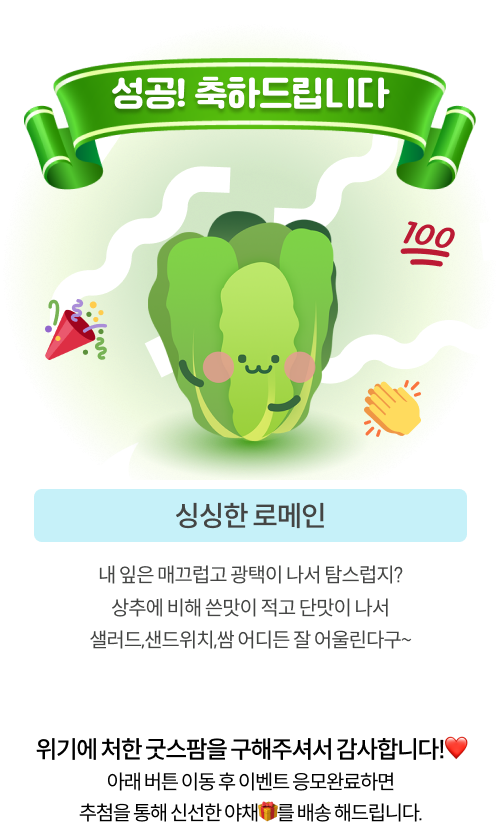 성공! 축하드립니다
100
싱싱한 로메인
내 잎은 매끄럽고 광택이 나서 탐스럽지?
상추에 비해 쓴맛이 적고 단맛이 나서
샐러드,샌드위치,쌈 어디든 잘 어울린다구~
위기에 처한 굿스팜을 구해주셔서 감사합니다!❤️
아래 버튼 이동 후 이벤트 응모완료하면
추첨을 통해 신선한 야채🎁를 배송 해드립니다.